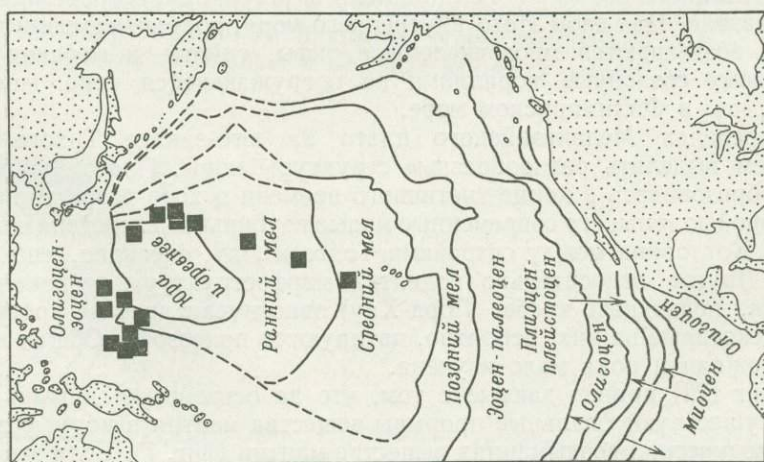 Олигоцен-
эоцен
Юра
и древнее
Ранний мел
Средний мел
Поздний мел
Эоцен-палеоцен
Плиоцен
плейстоцен
Олигоцен
Миоцен
Олигоцен